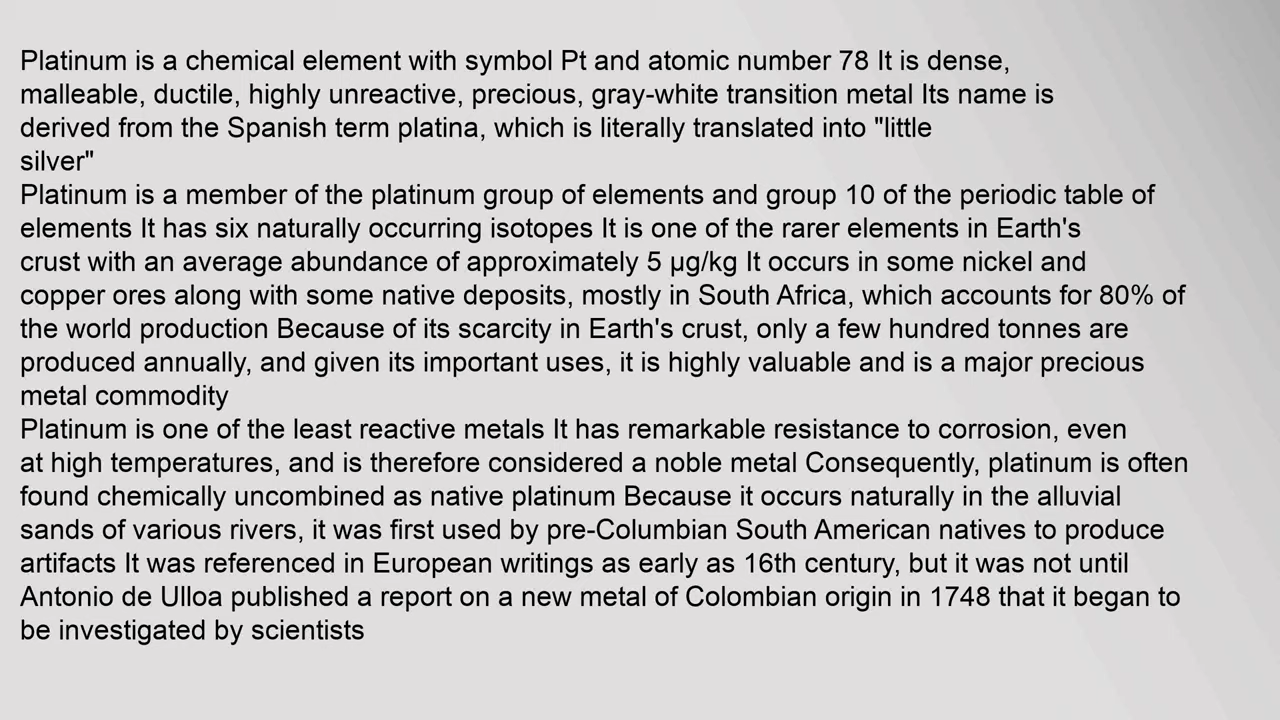 Platinum is a chemical element with symbol Pt and atomic number 78 It is dense,
malleable, ductile, highly unreactive, precious, gray-white transition metal Its name is
derived from the Spanish term platina, which is literally translated into "little
silver"
Platinum is a member of the platinum group of elements and group 10 of the periodic table of
elements It has six naturally occurring isotopes It is one of the rarer elements in Earth's
crust with an average abundance of approximately 5 μg/kg It occurs in some nickel and
copper ores along with some native deposits, mostly in South Africa, which accounts for 80% of
the world production Because of its scarcity in Earth's crust, only a few hundred tonnes are
produced annually, and given its important uses, it is highly valuable and is a major precious
metal commodity
Platinum is one of the least reactive metals It has remarkable resistance to corrosion, even
at high temperatures, and is therefore considered a noble metal Consequently, platinum is often
found chemically uncombined as native platinum Because it occurs naturally in the alluvial
sands of various rivers, it was first used by pre-Columbian South American natives to produce
artifacts It was referenced in European writings as early as 16th century, but it was not until
Antonio de Ulloa published a report on a new metal of Colombian origin in 1748 that it began to
be investigated by scientists